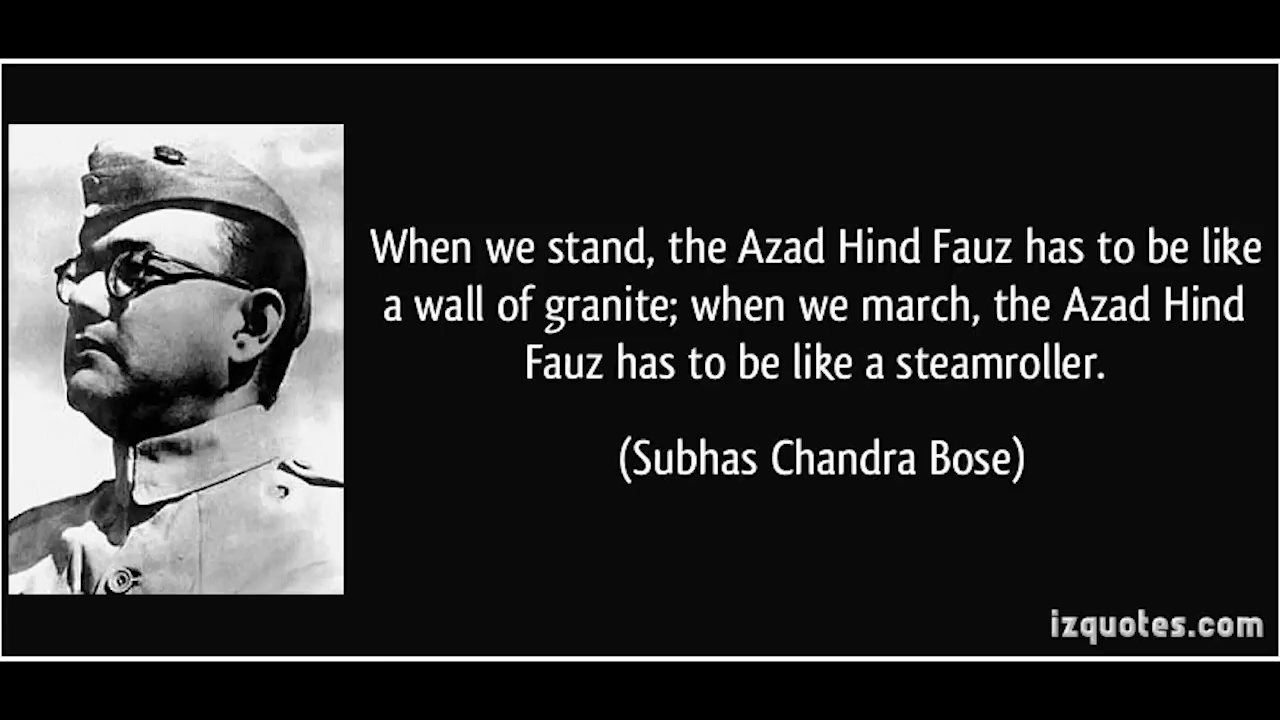 When we stand, the Azad Hind Fauz has to be like
a wall of granite; when we march, the Azad Hind
Fauz has to be like a steamroller.
(Subhas Chandra Bose)
izquotes.com